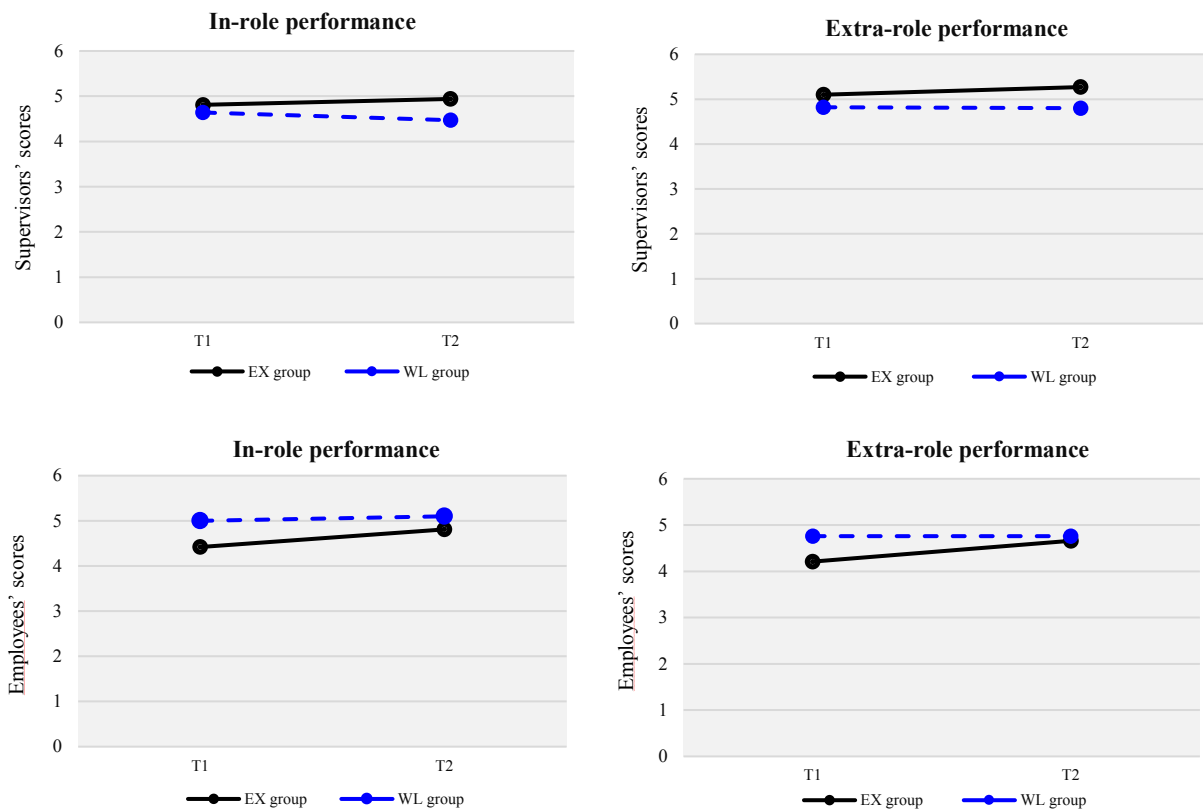 In-role performance
6
5
4
3
2
1
0
Supervisors’ scores
T1 T2
EX group WL group
Extra-role performance
6
5
4
3
2
1
0
Supervisors’ scores
T1 T2
EX group WL group
In-role performance
6
5
4
3
2
1
0
Employees’ scores
T1 T2
EX group WL group
Extra-role performance
6
5
4
3
2
1
0
Employees’ scores
T1 T2
EX group WL group